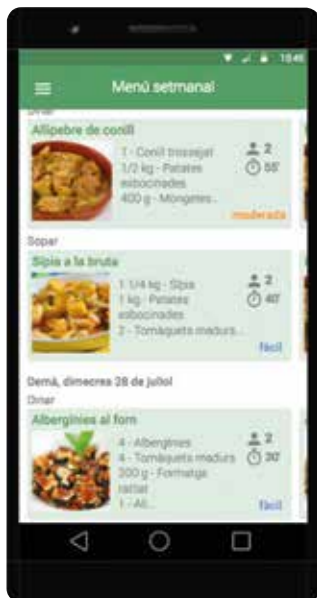 18:46
Menú setmanal
Dinar
Allipebre de conill
1 - Conill trossejat
1/2 kg - Patates
esbocinades
400 g - Mongetes...
2
55'
moderada
Sopar
Sípia a la bruta
1 1/4 kg - Sípia
1 kg - Patates
esbocinades
2 - Tomàquets madurs...
2
40'
fàcil
Demà, dimecres 28 de juliol
Dinar
Albergínies al forn
4 - Albergínies
4 - Tomàquets madurs
200 g - Formatge
rattat
1 - All...
2
30'
fàcil